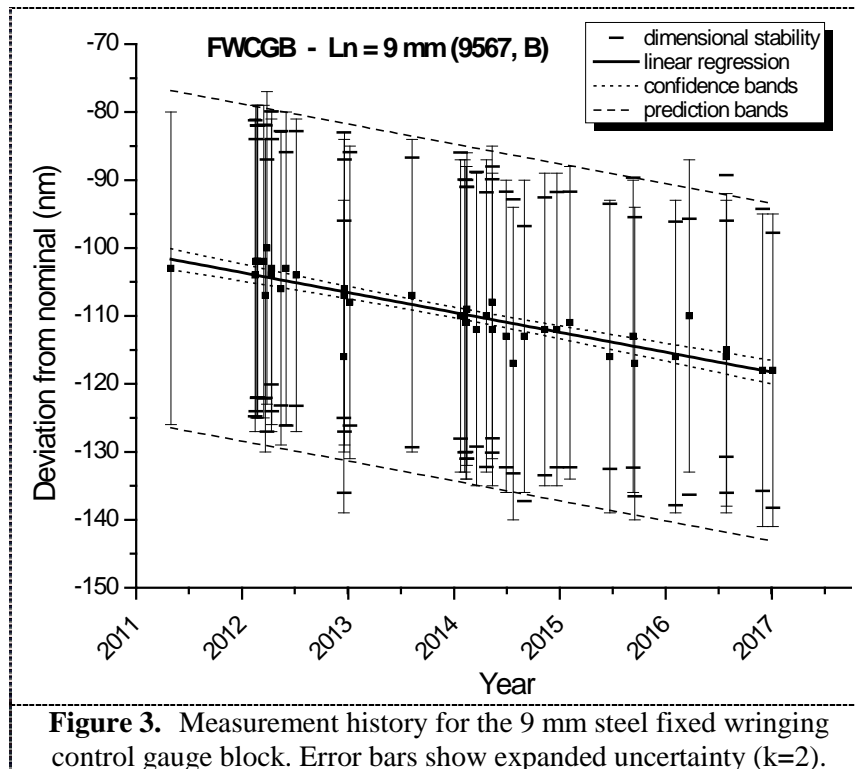 FWCGB - Ln = 9 mm (9567, B)
dimensional stability
linear regression
confidence bands
prediction bands
Deviation from nominal (nm)
-70
-80
-90
-100
-110
-120
-130
-140
-150
2011
2012
2013
2014
2015
2016
2017
Year
Figure 3. Measurement history for the 9 mm steel fixed wringing
control gauge block. Error bars show expanded uncertainty (k=2).